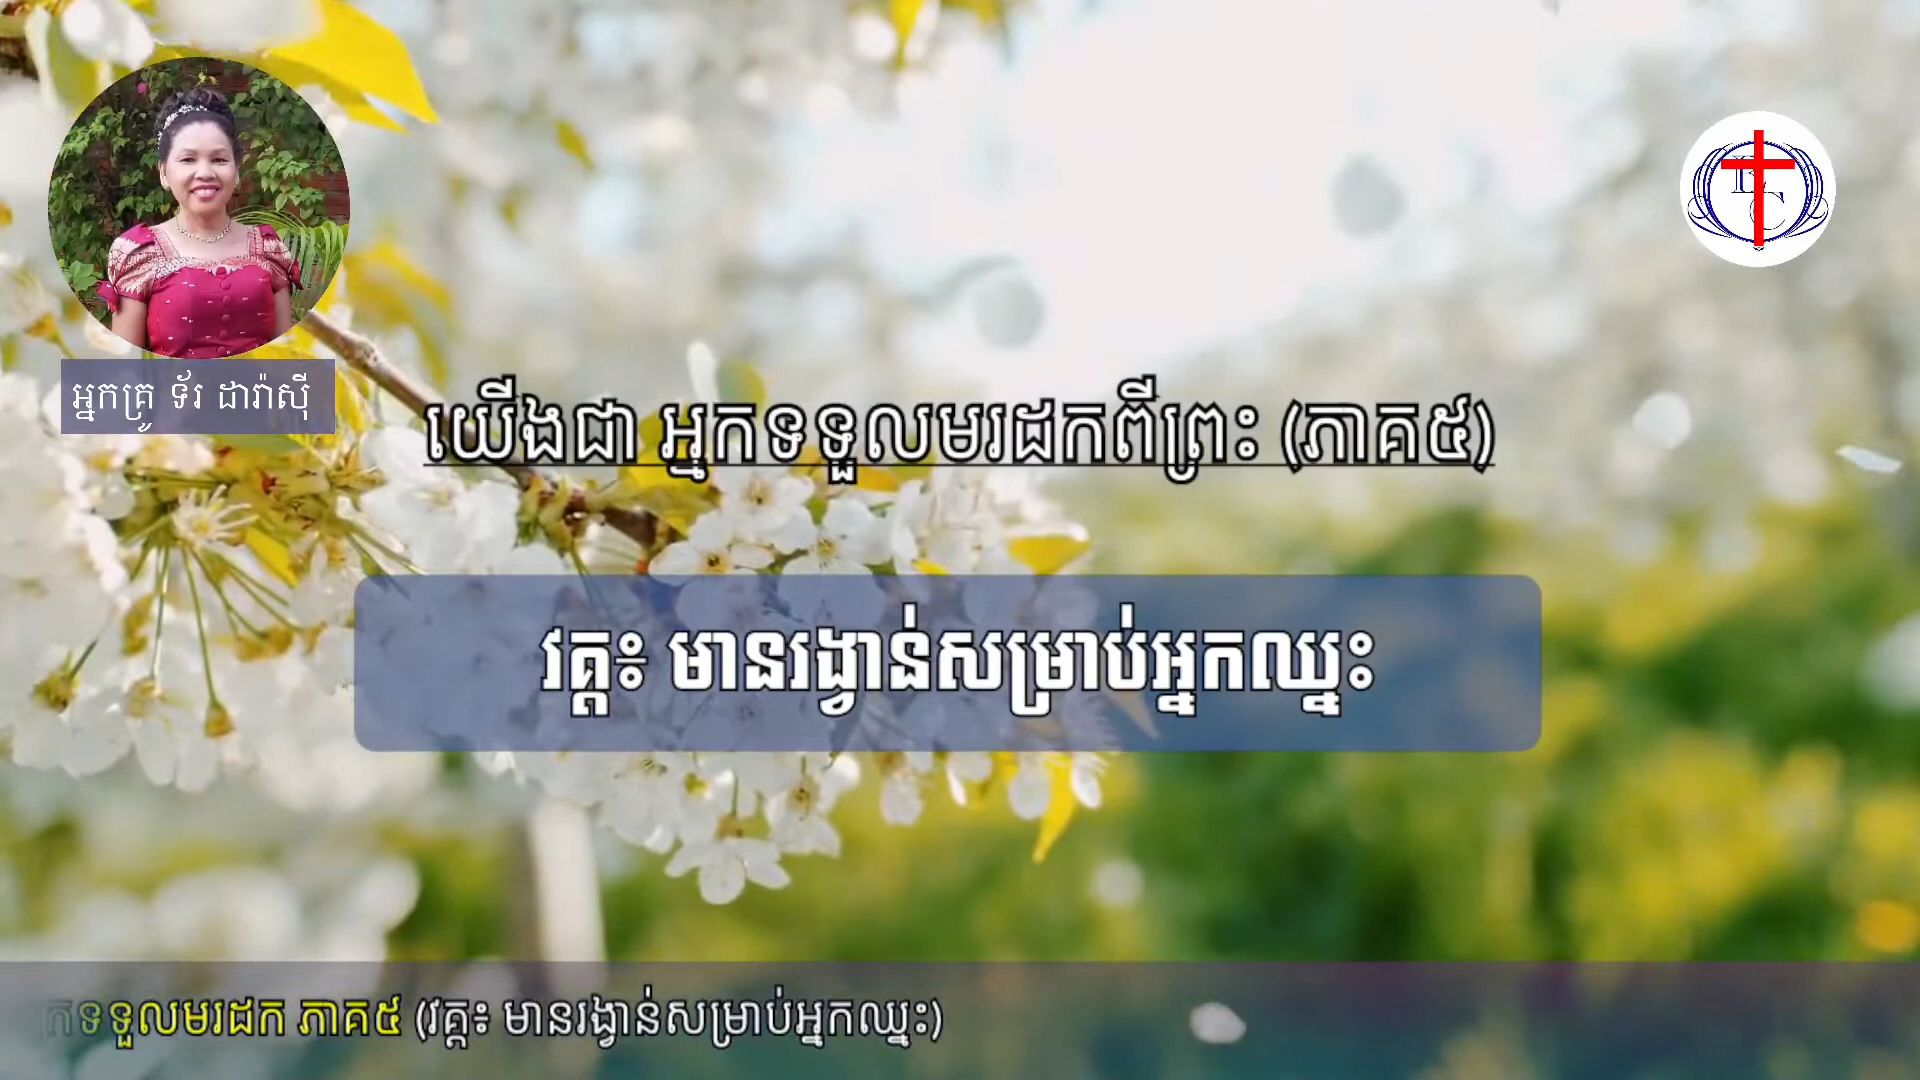 អ្នកគ្រូ ទ័រ ដារ៉ាស៊ី
យើងជា អ្នកទទួលមរដកពីព្រះ (ភាគ៥)
វគ្គ៖ មានរង្វាន់សម្រាប់អ្នកឈ្នះ
កទទួលមរដក ភាគ៥ (វគ្គ៖ មានរង្វាន់សម្រាប់អ្នកឈ្នះ)